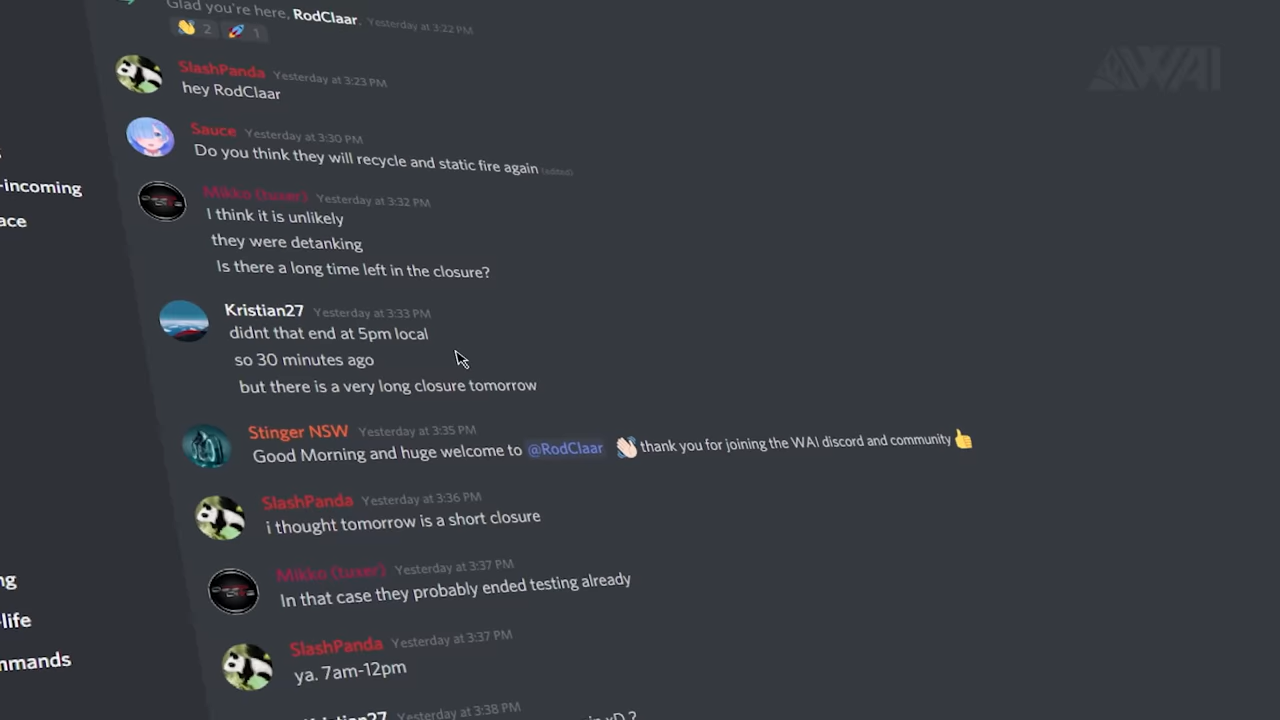 Glad you're here, RodClaar. Yesterday at 3:22 PM
2 1
WAI
SlashPanda Yesterday at 3:23 PM
hey RodClaar
Sauce Yesterday at 3:30 PM
Do you think they will recycle and static fire again (edited)
-incoming
ace
Mikko (tuxer) Yesterday at 3:32 PM
I think it is unlikely
they were detanking
Is there a long time left in the closure?
Kristian27 Yesterday at 3:33 PM
didnt that end at 5pm local
so 30 minutes ago
but there is a very long closure tomorrow
Stinger NSW Yesterday at 3:35 PM
Good Morning and huge welcome to @RodClaar 👋🏻 thank you for joining the WAI discord and community 👍
SlashPanda Yesterday at 3:36 PM
i thought tomorrow is a short closure
Mikko (tuxer) Yesterday at 3:37 PM
In that case they probably ended testing already
ng
-life
mmands
SlashPanda Yesterday at 3:37 PM
ya. 7am-12pm
Kristian27 Yesterday at 3:38 PM
in xD ?